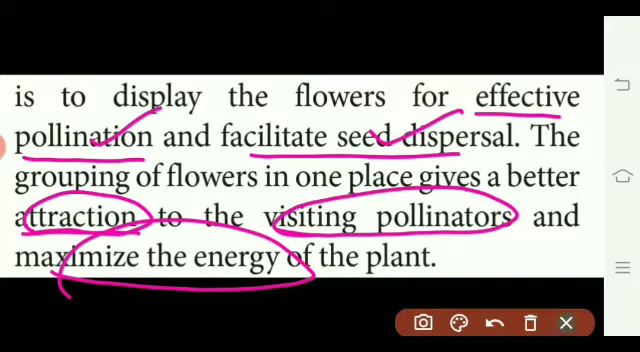 is to display the flowers for effective
pollination and facilitate seed dispersal. The
grouping of flowers in one place gives a better
attraction to the visiting pollinators and
maximize the energy of the plant.